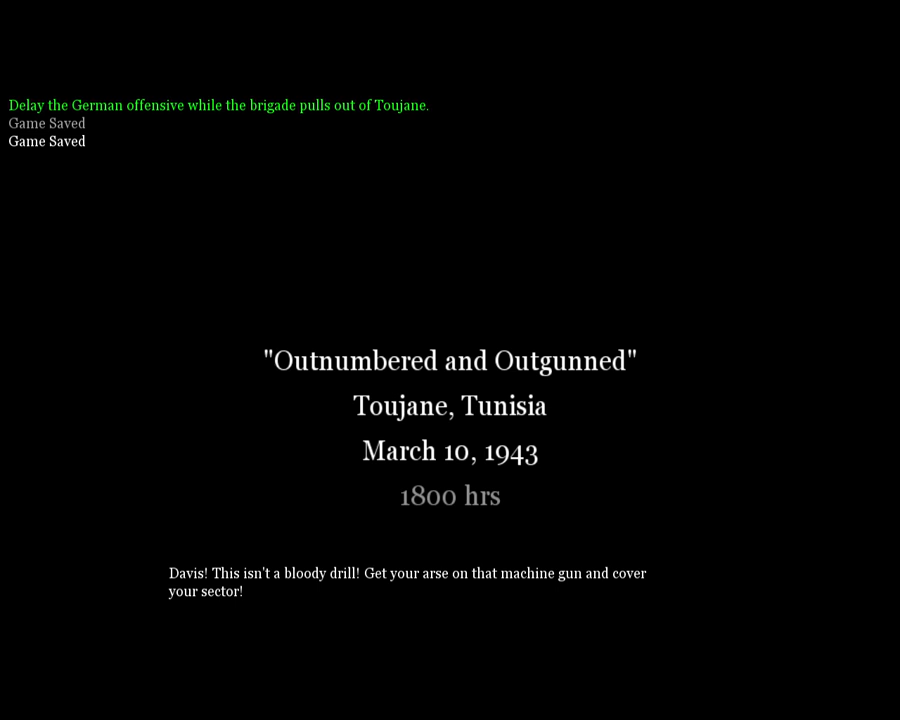 Delay the German offensive while the brigade pulls out of Toujane.
Game Saved
Game Saved
"Outnumbered and Outgunned"
Toujane, Tunisia
March 10, 1943
1800 hrs
Davis! This isn't a bloody drill! Get your arse on that machine gun and cover
your sector!